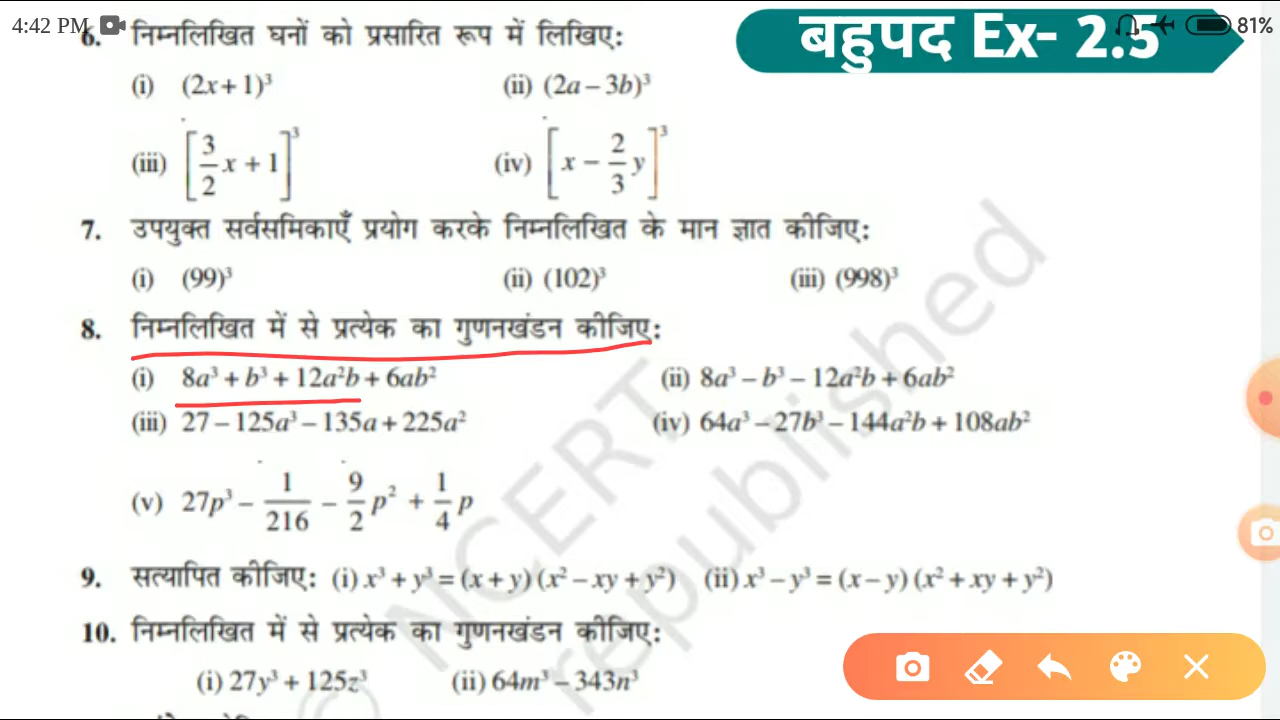 4:42 PM 81%
बहुपद Ex- 2.5
6. निम्नलिखित घनों को प्रसारित रूप में लिखिए:
(i) (2x + 1)³ (ii) (2a – 3b)³
(iii) [3/2 x + 1]³ (iv) [x – 2/3 y]³
7. उपयुक्त सर्वसमिकाएँ प्रयोग करके निम्नलिखित के मान ज्ञात कीजिए:
(i) (99)³ (ii) (102)³ (iii) (998)³
8. निम्नलिखित में से प्रत्येक का गुणनखंडन कीजिए:
(i) 8a³ + b³ + 12a²b + 6ab² (ii) 8a³ – b³ – 12a²b + 6ab²
(iii) 27 – 125a³ – 135a + 225a² (iv) 64a³ – 27b³ – 144a²b + 108ab²
(v) 27p³ – 1/216 – 9/2 p² + 1/4 p
9. सत्यापित कीजिए: (i) x³ + y³ = (x + y) (x² – xy + y²) (ii) x³ – y³ = (x – y) (x² + xy + y²)
10. निम्नलिखित में से प्रत्येक का गुणनखंडन कीजिए:
(i) 27y³ + 125z³ (ii) 64m³ – 343n³
© NCERT
republished